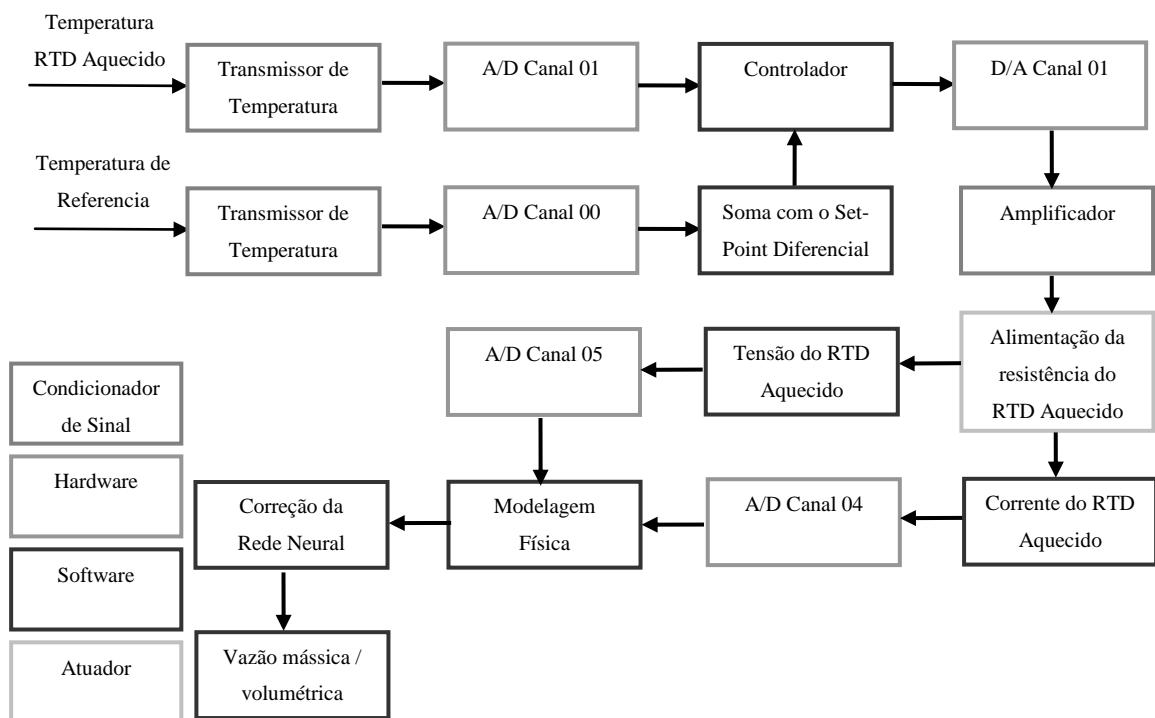 Temperatura
RTD Aquecido
Transmissor de
Temperatura
A/D Canal 01
Controlador
D/A Canal 01
Temperatura de
Referencia
Transmissor de
Temperatura
A/D Canal 00
Soma com o Set-
Point Diferencial
Amplificador
A/D Canal 05
Tensão do RTD
Aquecido
Alimentação da
resistência do
RTD Aquecido
Condicionador
de Sinal
Hardware
Software
Atuador
Correção da
Rede Neural
Modelagem
Física
A/D Canal 04
Corrente do RTD
Aquecido
Vazão mássica /
volumétrica